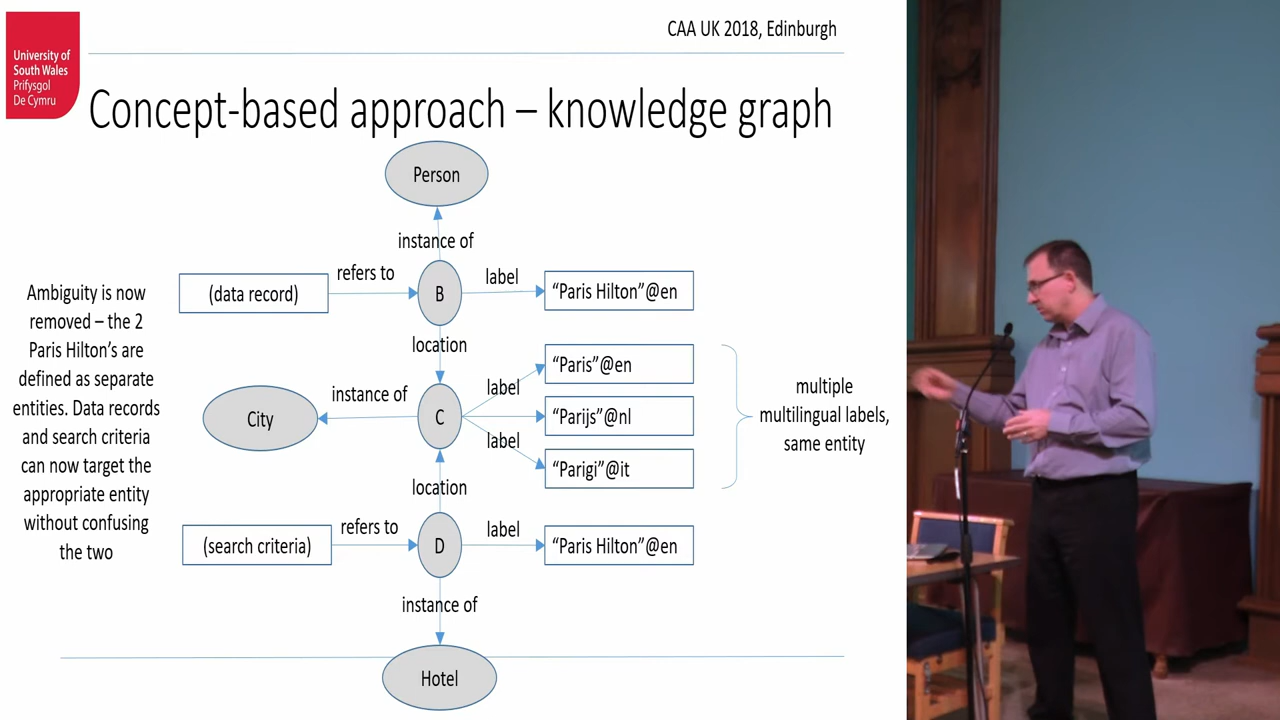 CAA UK 2018, Edinburgh
University of
South Wales
Prifysgol
De Cymru
Concept-based approach – knowledge graph
Person
instance of
(data record)
refers to
B
label
“Paris Hilton”@en
location
City
instance of
C
label
label
“Paris”@en
“Parijs”@nl
“Parigi”@it
multiple
multilingual labels,
same entity
location
(search criteria)
refers to
D
label
“Paris Hilton”@en
instance of
Hotel
Ambiguity is now
removed – the 2
Paris Hilton’s are
defined as separate
entities. Data records
and search criteria
can now target the
appropriate entity
without confusing
the two